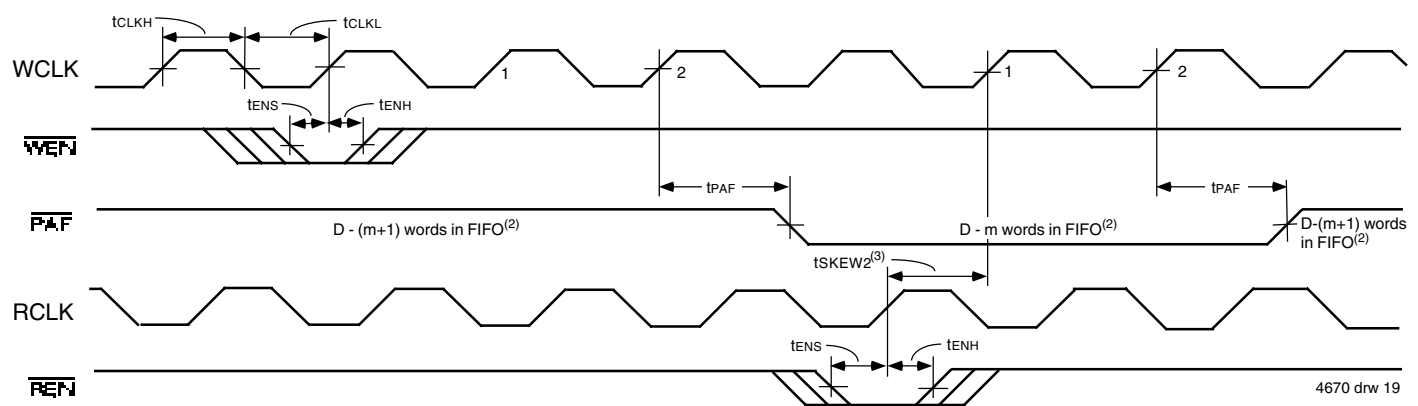 tCLKH
tCLKL
WCLK
1
2
1
2
tENS
tENH
WEN
tPAF
tPAF
PAF
D - (m+1) words in FIFO(2)
D - m words in FIFO(2)
D-(m+1) words
in FIFO(2)
tSKEW2(3)
RCLK
tENS
tENH
REN
4670 drw 19